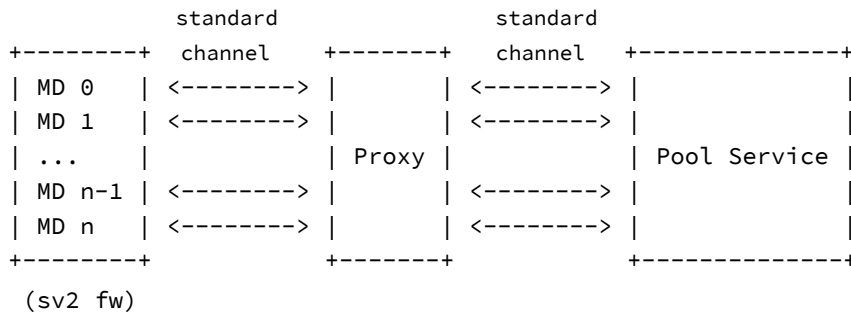 standard                    standard
+--------+  channel    +-------+   channel   +--------------+
| MD 0   | <--------> |       | <--------> |              |
| MD 1   | <--------> |       | <--------> |              |
| ...    |            | Proxy |            | Pool Service |
| MD n-1 | <--------> |       | <--------> |              |
| MD n   | <--------> |       | <--------> |              |
+--------+            +-------+            +--------------+
 (sv2 fw)